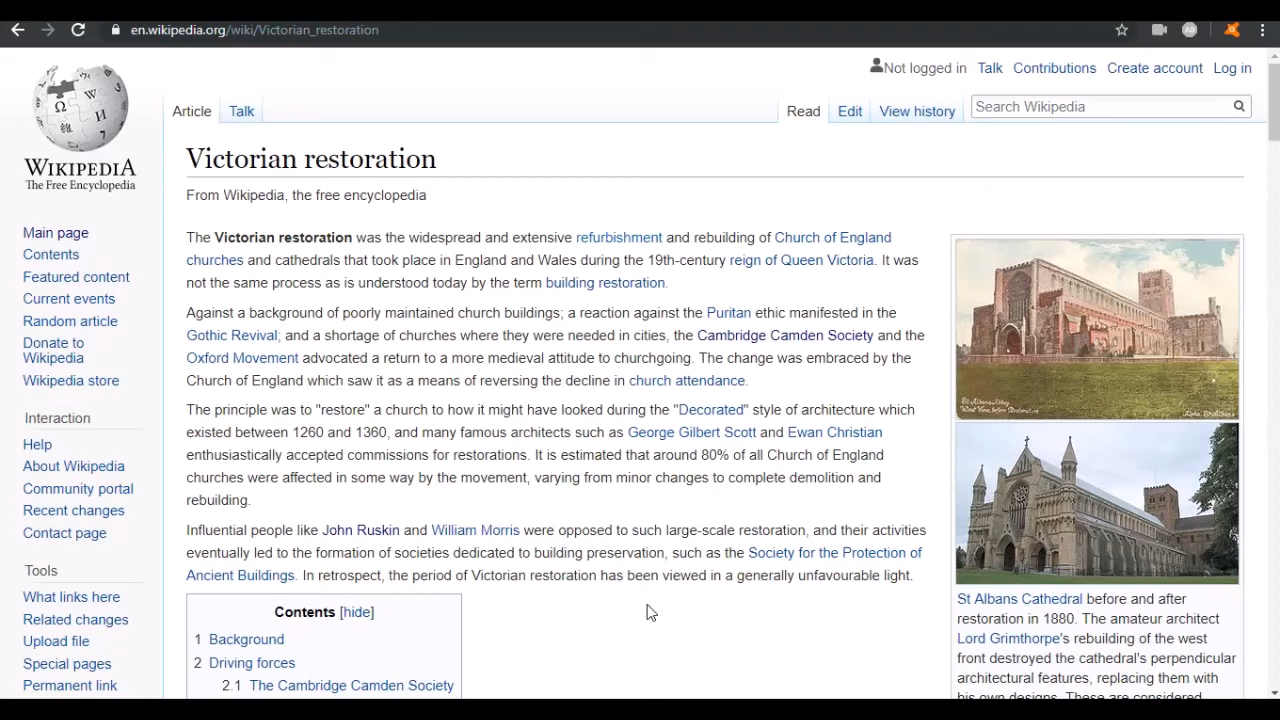 en.wikipedia.org/wiki/Victorian_restoration
Not logged in Talk Contributions Create account Log in
Article Talk Read Edit View history Search Wikipedia
WIKIPEDIA
The Free Encyclopedia
Main page
Contents
Featured content
Current events
Random article
Donate to
Wikipedia
Wikipedia store
Interaction
Help
About Wikipedia
Community portal
Recent changes
Contact page
Tools
What links here
Related changes
Upload file
Special pages
Permanent link
Victorian restoration
From Wikipedia, the free encyclopedia
The Victorian restoration was the widespread and extensive refurbishment and rebuilding of Church of England
churches and cathedrals that took place in England and Wales during the 19th-century reign of Queen Victoria. It was
not the same process as is understood today by the term building restoration.
Against a background of poorly maintained church buildings; a reaction against the Puritan ethic manifested in the
Gothic Revival; and a shortage of churches where they were needed in cities, the Cambridge Camden Society and the
Oxford Movement advocated a return to a more medieval attitude to churchgoing. The change was embraced by the
Church of England which saw it as a means of reversing the decline in church attendance.
The principle was to "restore" a church to how it might have looked during the "Decorated" style of architecture which
existed between 1260 and 1360, and many famous architects such as George Gilbert Scott and Ewan Christian
enthusiastically accepted commissions for restorations. It is estimated that around 80% of all Church of England
churches were affected in some way by the movement, varying from minor changes to complete demolition and
rebuilding.
Influential people like John Ruskin and William Morris were opposed to such large-scale restoration, and their activities
eventually led to the formation of societies dedicated to building preservation, such as the Society for the Protection of
Ancient Buildings. In retrospect, the period of Victorian restoration has been viewed in a generally unfavourable light.
Contents [hide]
1 Background
2 Driving forces
2.1 The Cambridge Camden Society
St Albans Abbey
West View, before Restoration
St Albans Cathedral before and after
restoration in 1880. The amateur architect
Lord Grimthorpe's rebuilding of the west
front destroyed the cathedral's perpendicular
architectural features, replacing them with
his own designs. These are considered